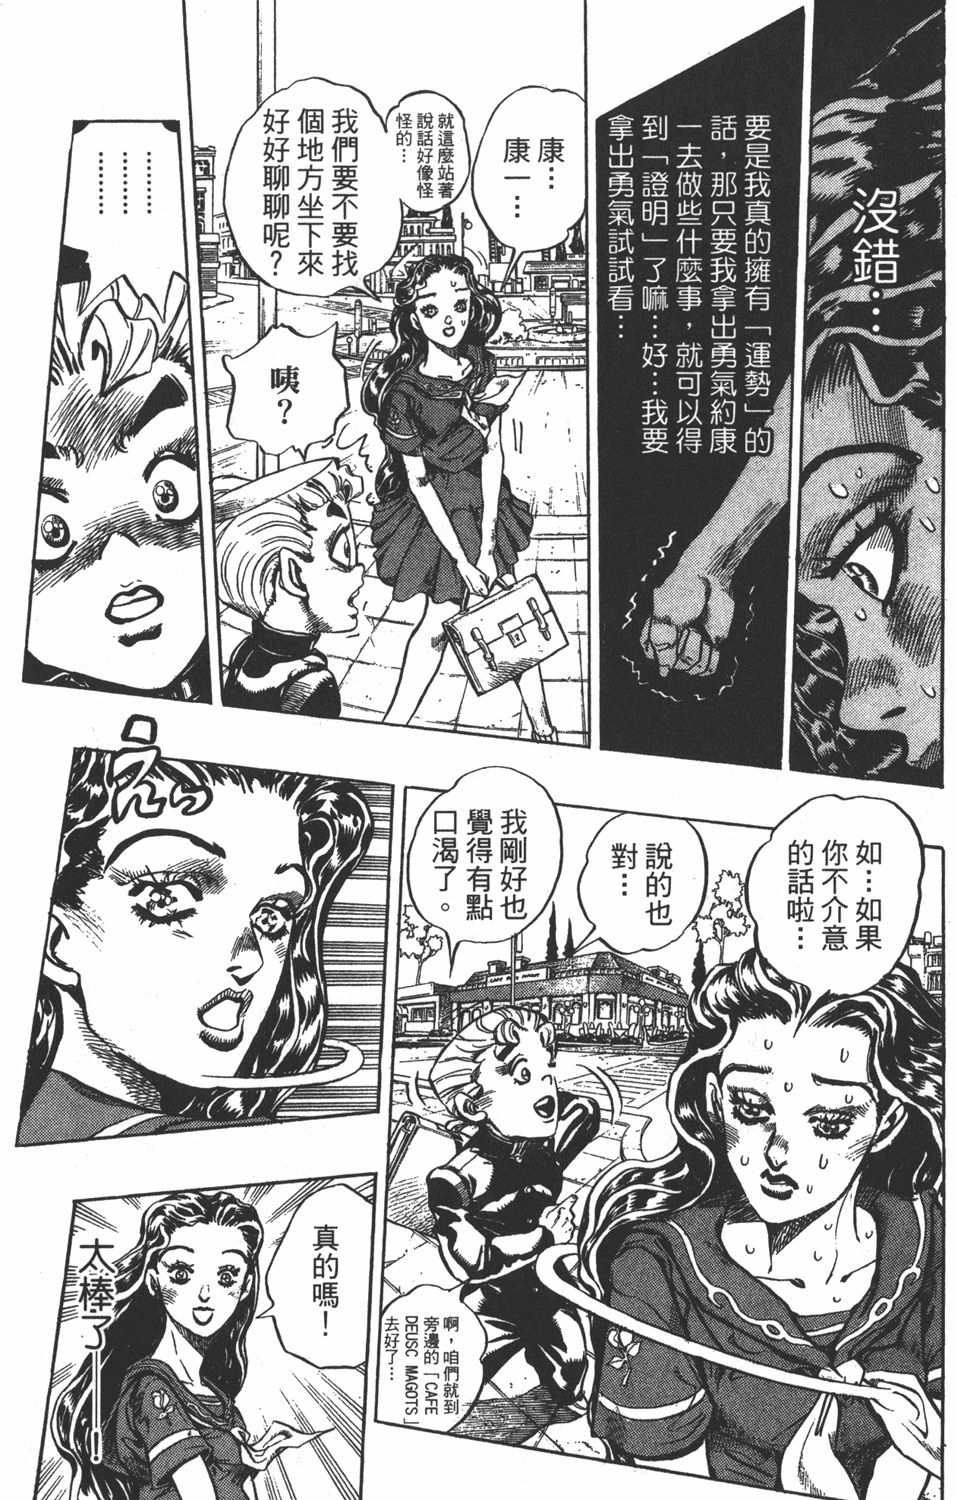 沒錯…
要是我真的擁有「運勢」的
話，那只要我拿出勇氣約康
一去做些什麼事，就可以得
到「證明」了嘛…好…我要
拿出勇氣試試看…
康…
康一…
就這麼站著
說話好像怪
怪的…
我們要不要找
個地方坐下來
好好聊聊呢？
咦？
…………
…………
如…如果
你不介意
的話啦…
說的也
對…
我剛好也
覺得有點
口渴了。
啊，咱們就到
旁邊的「CAFE
DEUSC MAGOTS」
去好了…
えっ
真的嗎！
太棒了──！